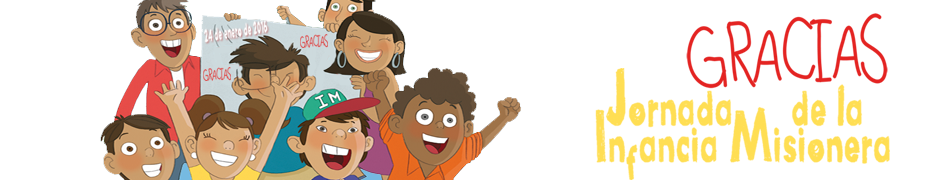 24 de enero de 2016
GRACIAS
GRACIAS
IM
GRACIAS
Jornada de la
Infancia Misionera